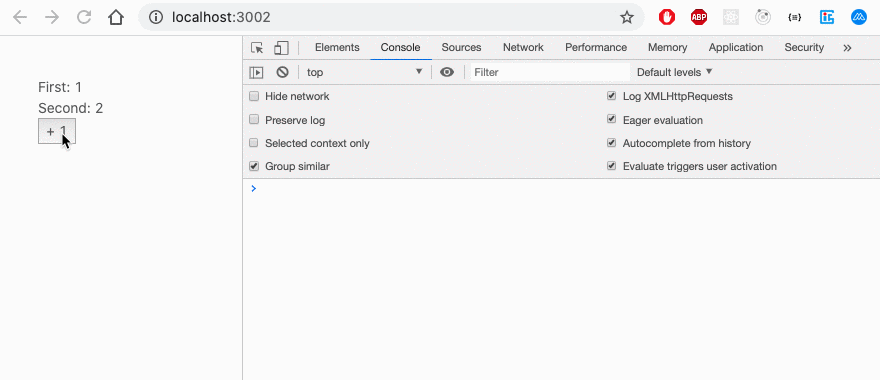 localhost:3002
ABP
{≡}
Elements Console Sources Network Performance Memory Application Security »
top Filter Default levels
Hide network Log XMLHttpRequests
Preserve log Eager evaluation
Selected context only Autocomplete from history
Group similar Evaluate triggers user activation
First: 1
Second: 2
+ 1